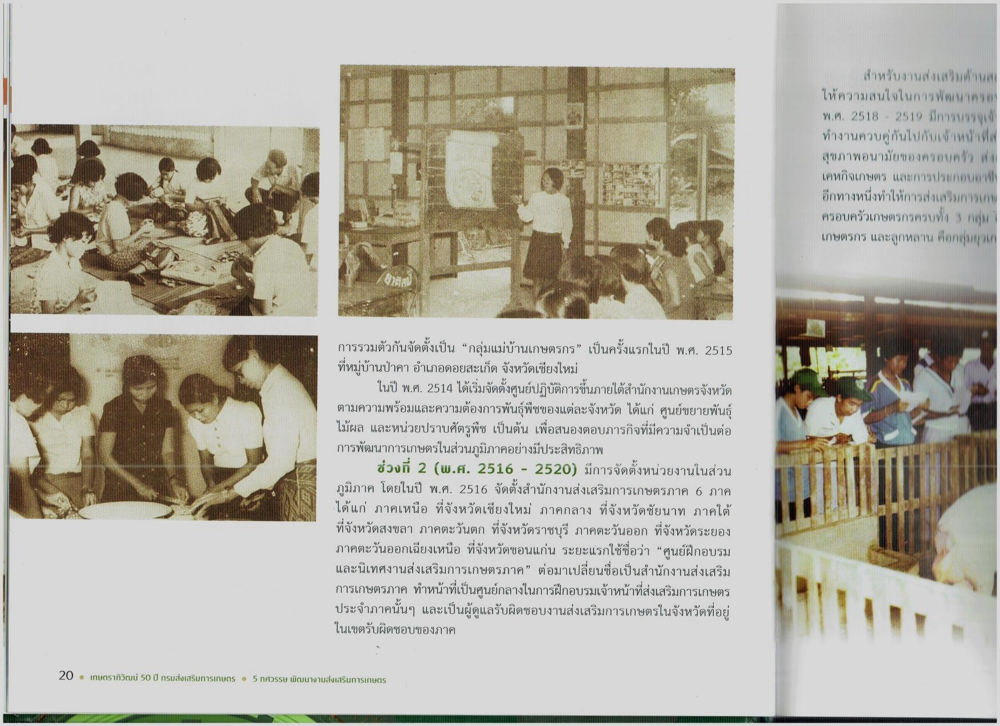 ยาคูลท์
การรวมตัวกันจัดตั้งเป็น “กลุ่มแม่บ้านเกษตรกร” เป็นครั้งแรกในปี พ.ศ. 2515
ที่หมู่บ้านป่าคา อำเภอดอยสะเก็ด จังหวัดเชียงใหม่
ในปี พ.ศ. 2514 ได้เริ่มจัดตั้งศูนย์ปฏิบัติการขึ้นภายใต้สำนักงานเกษตรจังหวัด
ตามความพร้อมและความต้องการพันธุ์พืชของแต่ละจังหวัด ได้แก่ ศูนย์ขยายพันธุ์
ไม้ผล และหน่วยปราบศัตรูพืช เป็นต้น เพื่อสนองตอบภารกิจที่มีความจำเป็นต่อ
การพัฒนาการเกษตรในส่วนภูมิภาคอย่างมีประสิทธิภาพ
ช่วงที่ 2 (พ.ศ. 2516 - 2520) มีการจัดตั้งหน่วยงานในส่วน
ภูมิภาค โดยในปี พ.ศ. 2516 จัดตั้งสำนักงานส่งเสริมการเกษตรภาค 6 ภาค
ได้แก่ ภาคเหนือ ที่จังหวัดเชียงใหม่ ภาคกลาง ที่จังหวัดชัยนาท ภาคใต้
ที่จังหวัดสงขลา ภาคตะวันตก ที่จังหวัดราชบุรี ภาคตะวันออก ที่จังหวัดระยอง
ภาคตะวันออกเฉียงเหนือ ที่จังหวัดขอนแก่น ระยะแรกใช้ชื่อว่า “ศูนย์ฝึกอบรม
และนิเทศงานส่งเสริมการเกษตรภาค” ต่อมาเปลี่ยนชื่อเป็นสำนักงานส่งเสริม
การเกษตรภาค ทำหน้าที่เป็นศูนย์กลางในการฝึกอบรมเจ้าหน้าที่ส่งเสริมการเกษตร
ประจำภาคนั้นๆ และเป็นผู้ดูแลรับผิดชอบงานส่งเสริมการเกษตรในจังหวัดที่อยู่
ในเขตรับผิดชอบของภาค
20 • เกษตราภิวัฒน์ 50 ปี กรมส่งเสริมการเกษตร • 5 ทศวรรษ พัฒนางานส่งเสริมการเกษตร
สำหรับงานส่งเสริมด้าน
ให้ความสนใจในการพัฒนาครอบ
พ.ศ. 2518 - 2519 มีการบรรจุเจ้า
ทำงานควบคู่กันไปกับเจ้าหน้าที่ส
สุขภาพอนามัยของครอบครัว ส่ง
เคหกิจเกษตร และการประกอบอาชี
อีกทางหนึ่งทำให้การส่งเสริมการเกษ
ครอบครัวเกษตรกรครบทั้ง 3 กลุ่ม
เกษตรกร และลูกหลาน คือกลุ่มยุวเก